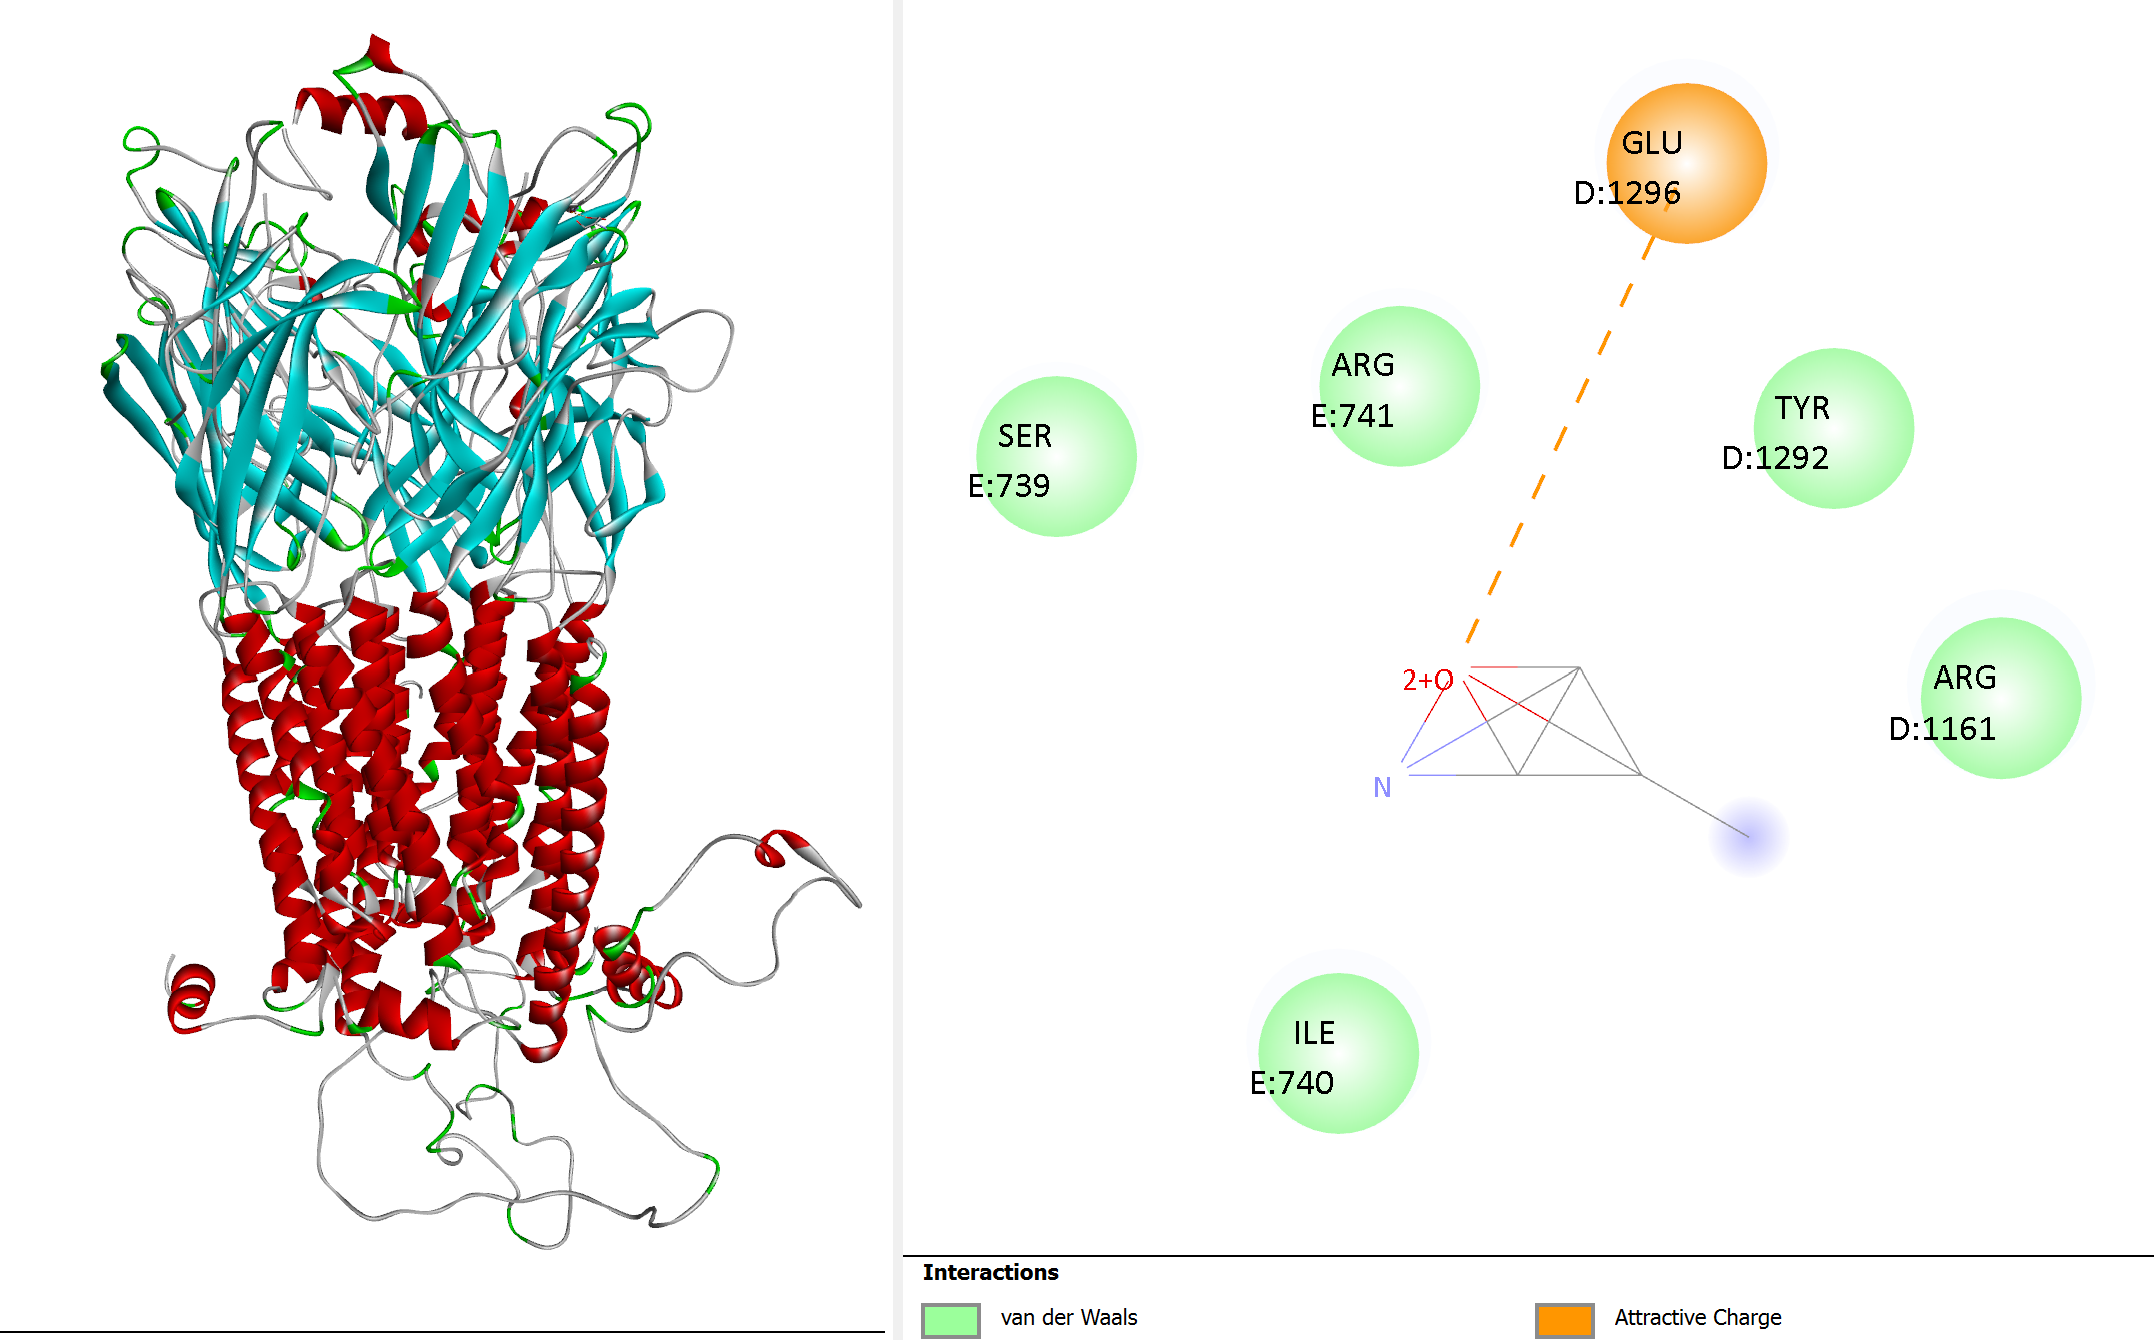 GLU
D:1296
ARG
E:741
TYR
D:1292
SER
E:739
2+O
N
ARG
D:1161
ILE
E:740
Interactions
van der Waals
Attractive Charge